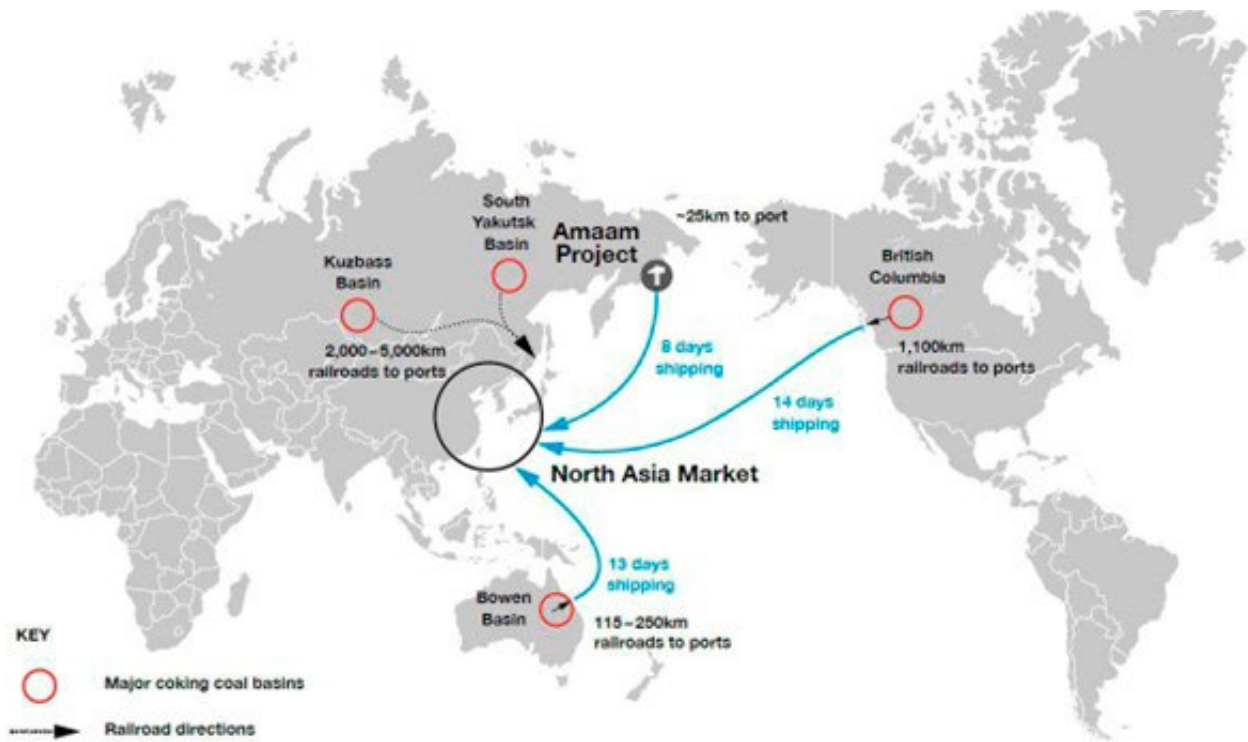 South
Yakutsk
Basin
~25km to port
Amaam
Project
Kuzbass
Basin
British
Columbia
2,000–5,000km
railroads to ports
8 days
shipping
1,100km
railroads to ports
14 days
shipping
North Asia Market
13 days
shipping
Bowen
Basin
115–250km
railroads to ports
KEY
Major coking coal basins
Railroad directions